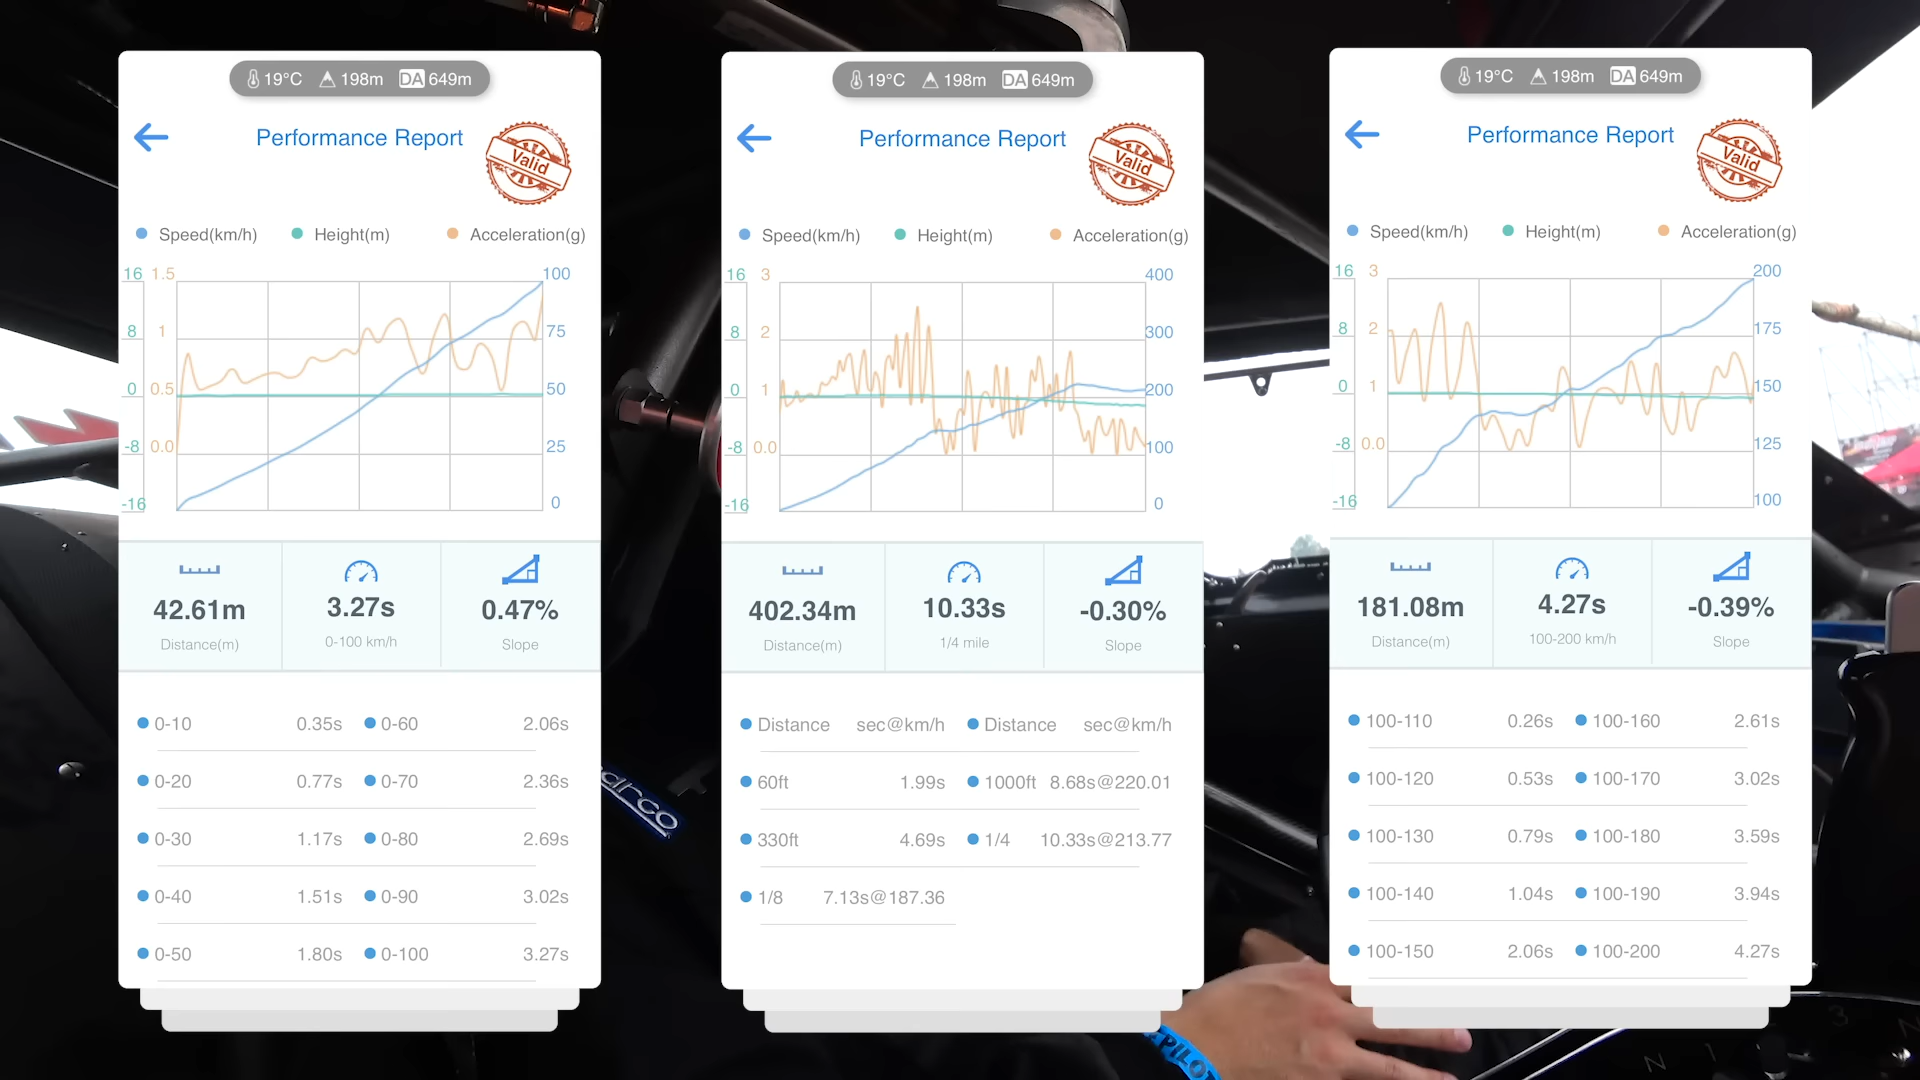 19°C 198m DA 649m
Performance Report
Valid
Speed(km/h) Height(m) Acceleration(g)
16 1.5 100
8 1 75
0 0.5 50
-8 0.0 25
-16 0
42.61m 3.27s 0.47%
Distance(m) 0-100 km/h Slope
0-10 0.35s 0-60 2.06s
0-20 0.77s 0-70 2.36s
0-30 1.17s 0-80 2.69s
0-40 1.51s 0-90 3.02s
0-50 1.80s 0-100 3.27s
19°C 198m DA 649m
Performance Report
Valid
Speed(km/h) Height(m) Acceleration(g)
16 3 400
8 2 300
0 1 200
-8 0.0 100
-16 0
402.34m 10.33s -0.30%
Distance(m) 1/4 mile Slope
Distance sec@km/h Distance sec@km/h
60ft 1.99s 1000ft 8.68s@220.01
330ft 4.69s 1/4 10.33s@213.77
1/8 7.13s@187.36
19°C 198m DA 649m
Performance Report
Valid
Speed(km/h) Height(m) Acceleration(g)
16 3 200
8 2 175
0 1 150
-8 0.0 125
-16 100
181.08m 4.27s -0.39%
Distance(m) 100-200 km/h Slope
100-110 0.26s 100-160 2.61s
100-120 0.53s 100-170 3.02s
100-130 0.79s 100-180 3.59s
100-140 1.04s 100-190 3.94s
100-150 2.06s 100-200 4.27s
arco
PILOT
N 1 3